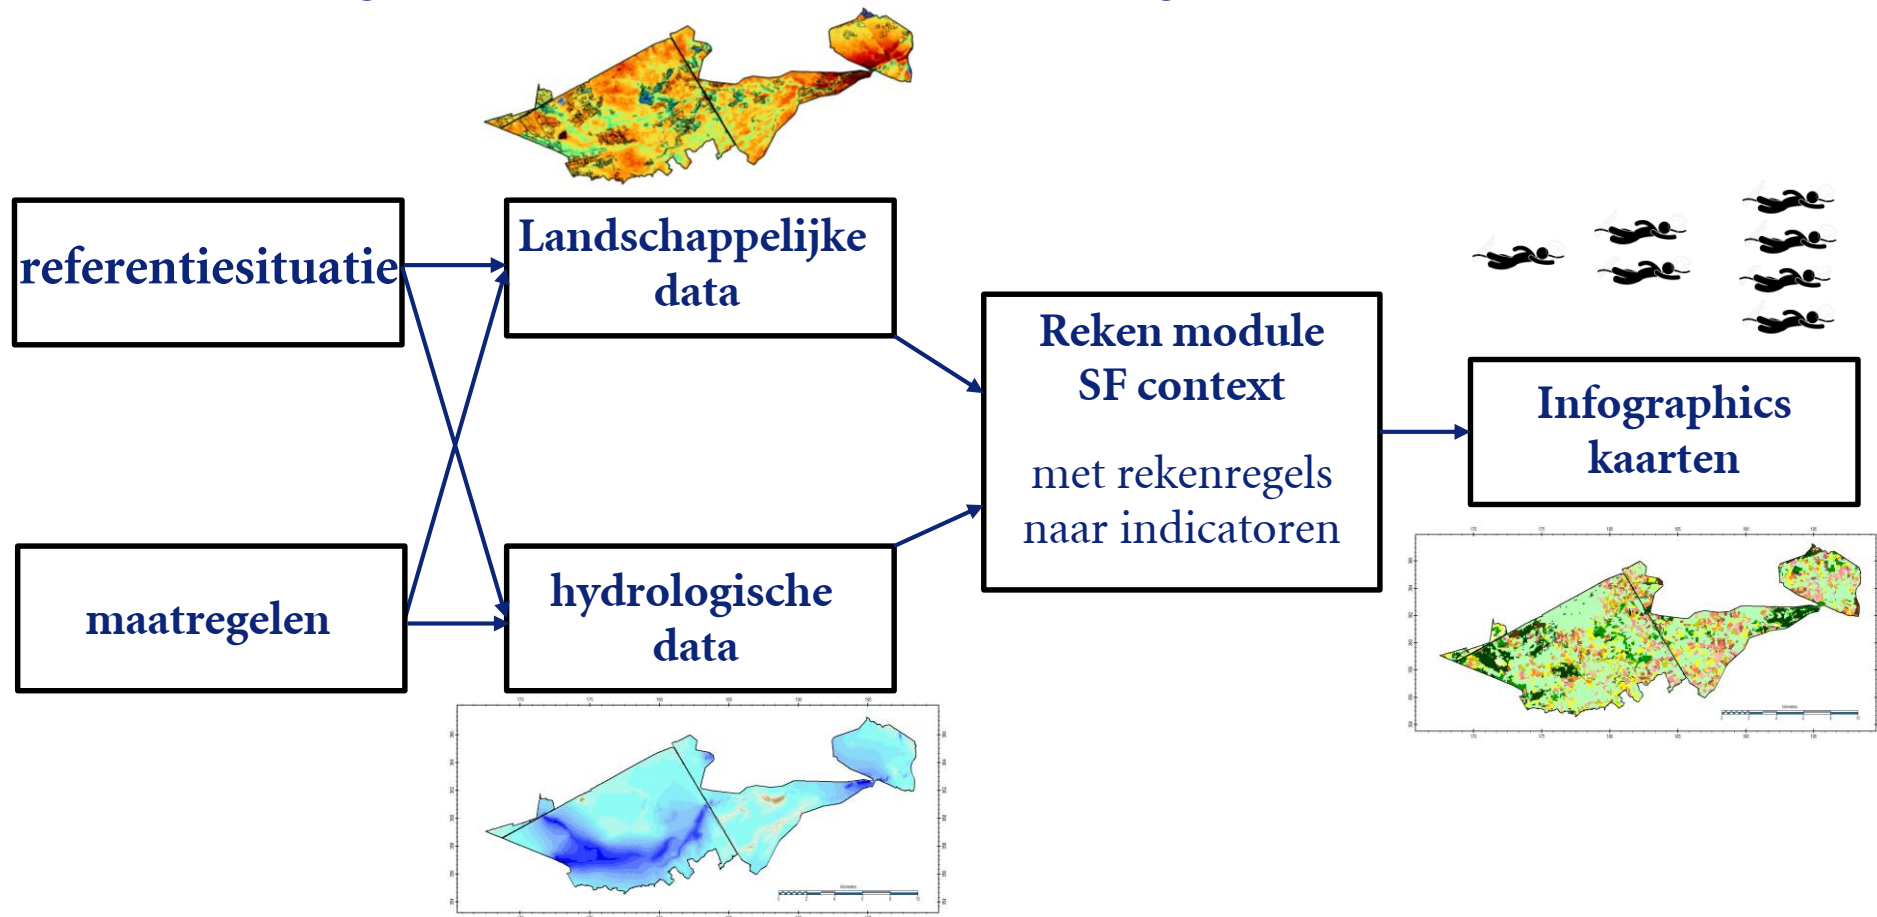 referentiesituatie
Landschappelijke
data
Reken module
SF context
met rekenregels
naar indicatoren
Infographics
kaarten
maatregelen
hydrologische
data